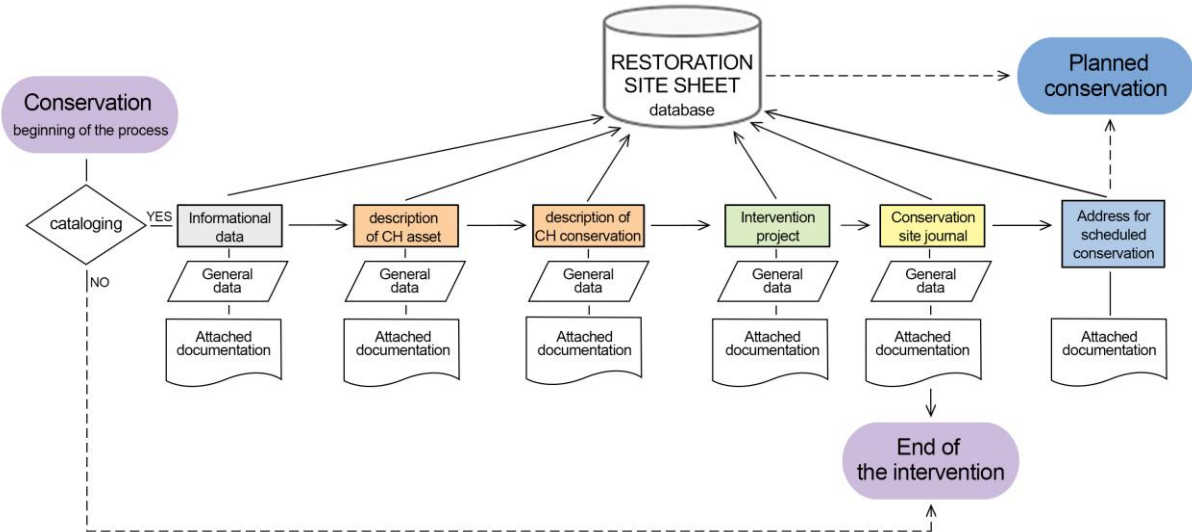 RESTORATION
SITE SHEET
database
Planned
conservation
Conservation
beginning of the process
cataloging
YES
NO
Informational
data
description
of CH asset
description of
CH conservation
Intervention
project
Conservation
site journal
Address for
scheduled
conservation
General
data
General
data
General
data
General
data
General
data
Attached
documentation
Attached
documentation
Attached
documentation
Attached
documentation
Attached
documentation
Attached
documentation
End of
the intervention